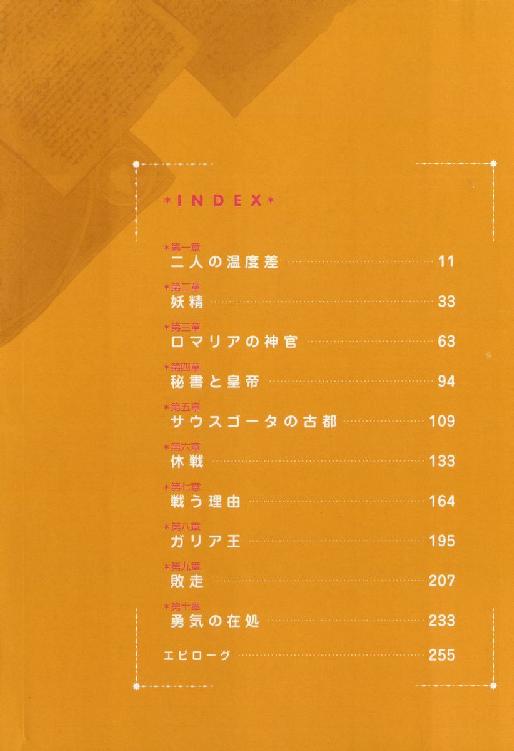 *INDEX*
*第一章
二人の温度差 11
*第二章
妖精 33
*第三章
ロマリアの神官 63
*第四章
秘書と皇帝 94
*第五章
サウスゴータの古都 109
*第六章
休戦 133
*第七章
戦う理由 164
*第八章
ガリア王 195
*第九章
敗走 207
*第十章
勇気の在処 233
エピローグ 255